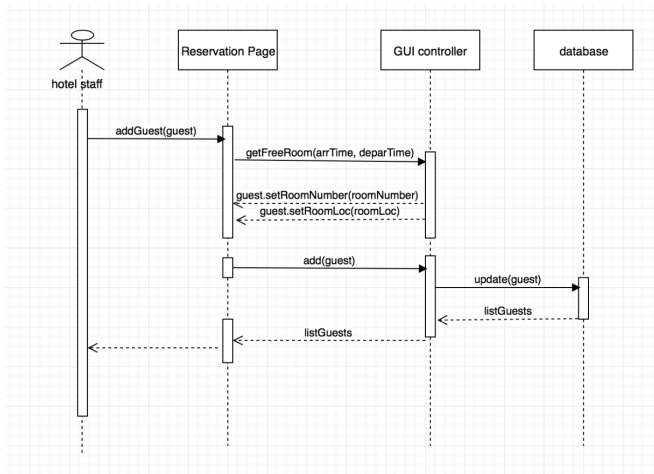 Reservation Page
GUI controller
database
hotel staff
addGuest(guest)
getFreeRoom(arrTime, deparTime)
guest.setRoomNumber(roomNumber)
guest.setRoomLoc(roomLoc)
add(guest)
update(guest)
listGuests
listGuests